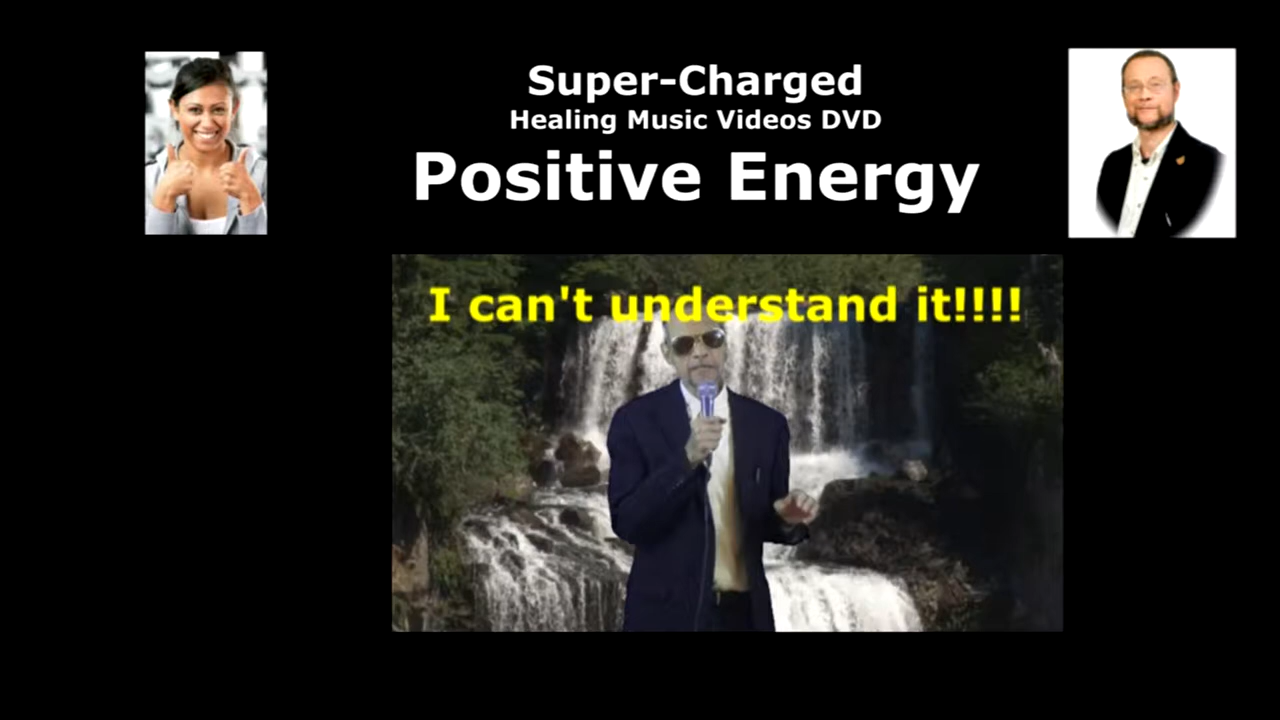 Super-Charged
Healing Music Videos DVD
Positive Energy
I can't understand it!!!!